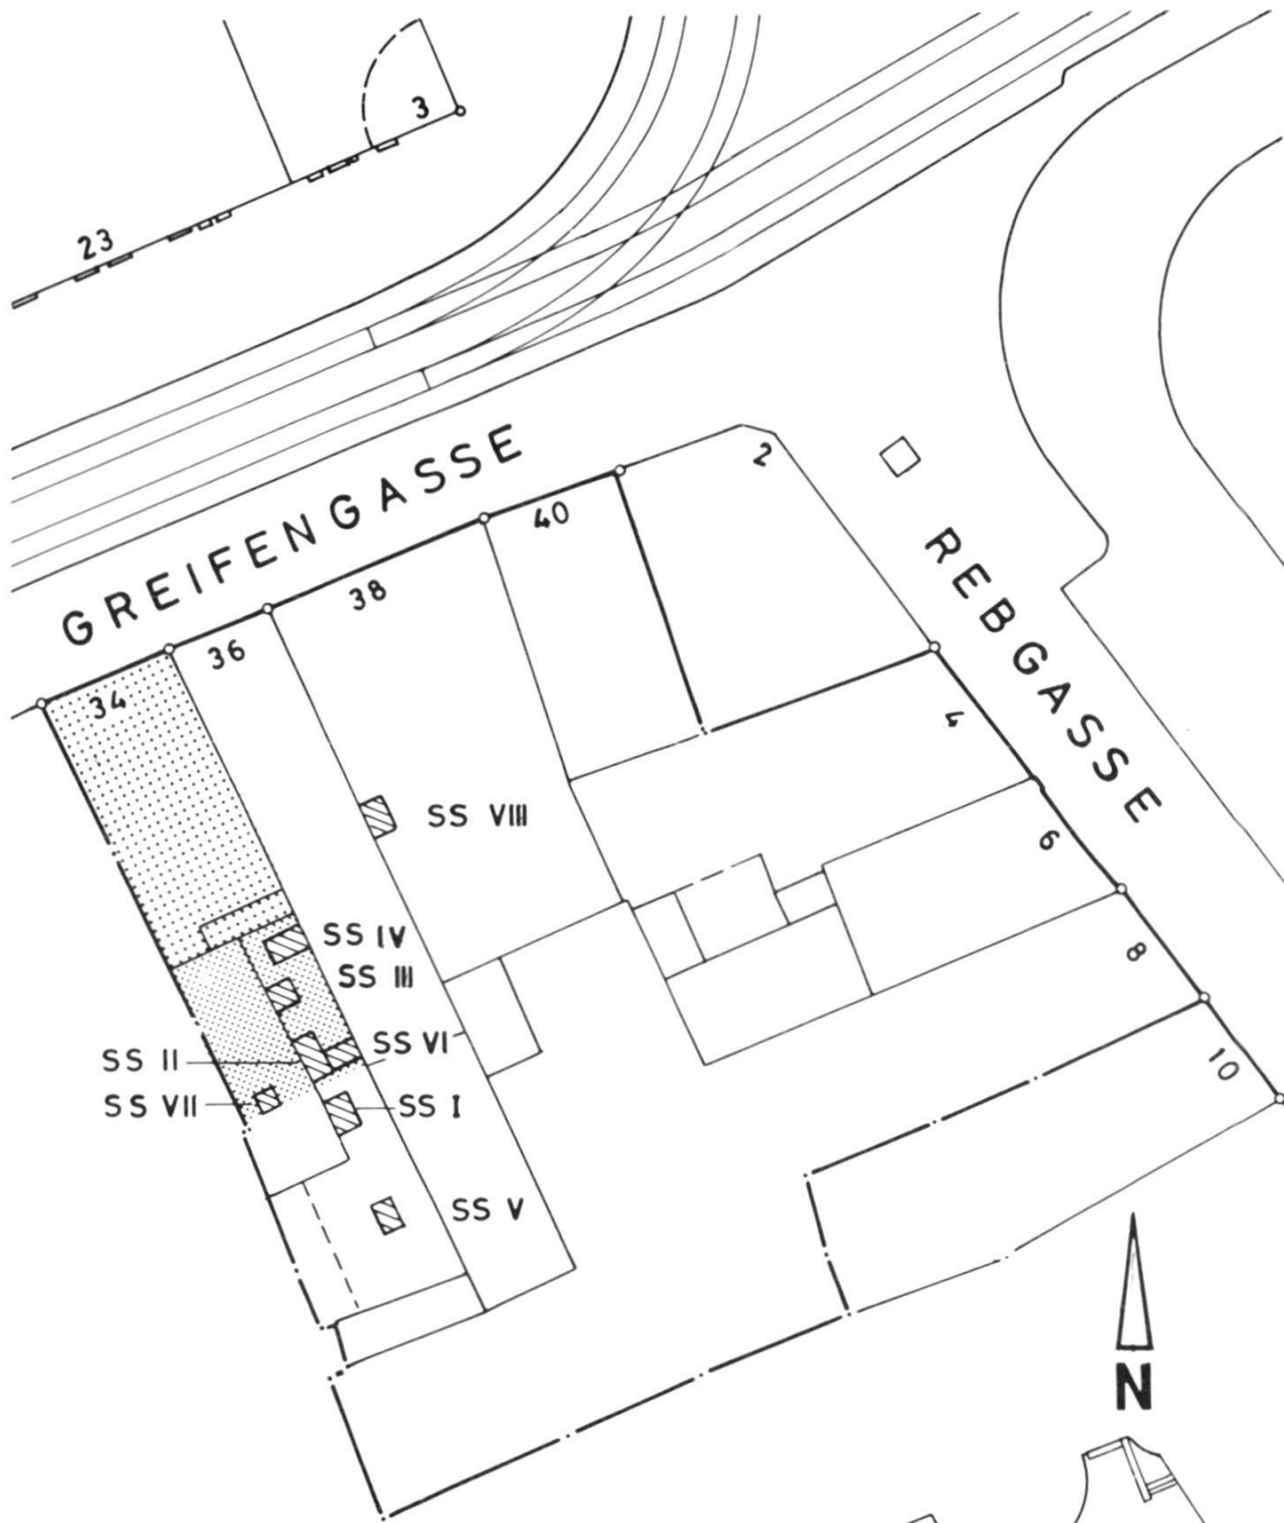 3
23
GREIFENGASSE
2
40
38
36
34
REBGASSE
4
6
8
10
SS VIII
SS IV
SS III
SS VI
SS II
SS VII
SS I
SS V
N